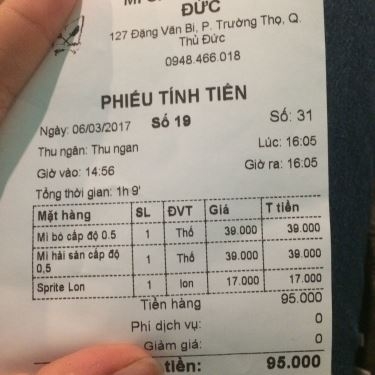 ĐỨC
127 Đặng Văn Bi, P. Trường Thọ, Q.
Thủ Đức
0948.466.018
PHIẾU TÍNH TIỀN
Ngày: 06/03/2017 Số 19 Số: 31
Thu ngân: Thu ngan Lúc: 16:05
Giờ vào: 14:56 Giờ ra: 16:05
Tổng thời gian: 1h 9'
Mặt hàng SL ĐVT Giá T tiền
Mì bò cấp độ 0.5 1 Thố 39.000 39.000
Mì hải sản cấp độ 1 Thố 39.000 39.000
0,5
Sprite Lon 1 lon 17.000 17.000
Tiền hàng 95.000
Phí dịch vụ: 0
Giảm giá: 0
tiền: 95.000